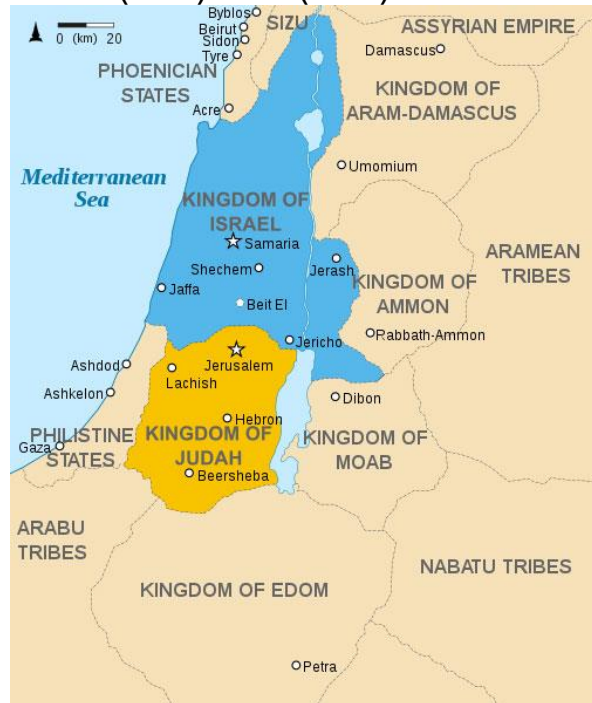 Byblos
SIZU
ASSYRIAN EMPIRE
0 (km) 20
Beirut
Sidon
Damascus
Tyre
PHOENICIAN
STATES
KINGDOM OF
ARAM-DAMASCUS
Acre
Umomium
Mediterranean
Sea
KINGDOM OF
ISRAEL
Samaria
ARAMEAN
TRIBES
Shechem
Jerash
KINGDOM OF
AMMON
Jaffa
Beit El
Rabbath-Ammon
Jericho
Ashdod
Jerusalem
Lachish
Ashkelon
Dibon
Hebron
Gaza
PHILISTINE
STATES
KINGDOM OF
JUDAH
KINGDOM OF
MOAB
Beersheba
ARABU
TRIBES
NABATU TRIBES
KINGDOM OF EDOM
Petra